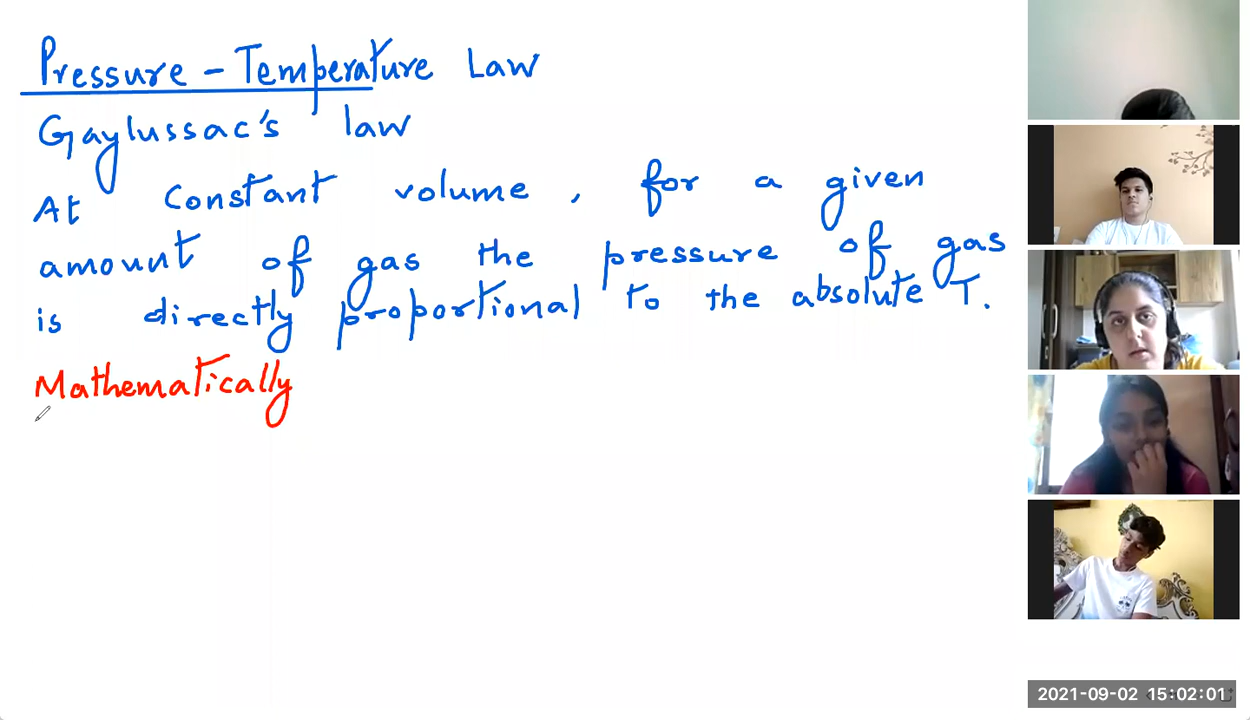 Pressure - Temperature Law
Gaylussac's law
At constant volume, for a given
amount of gas the pressure of gas
is directly proportional to the absolute T.
Mathematically
2021-09-02 15:02:01